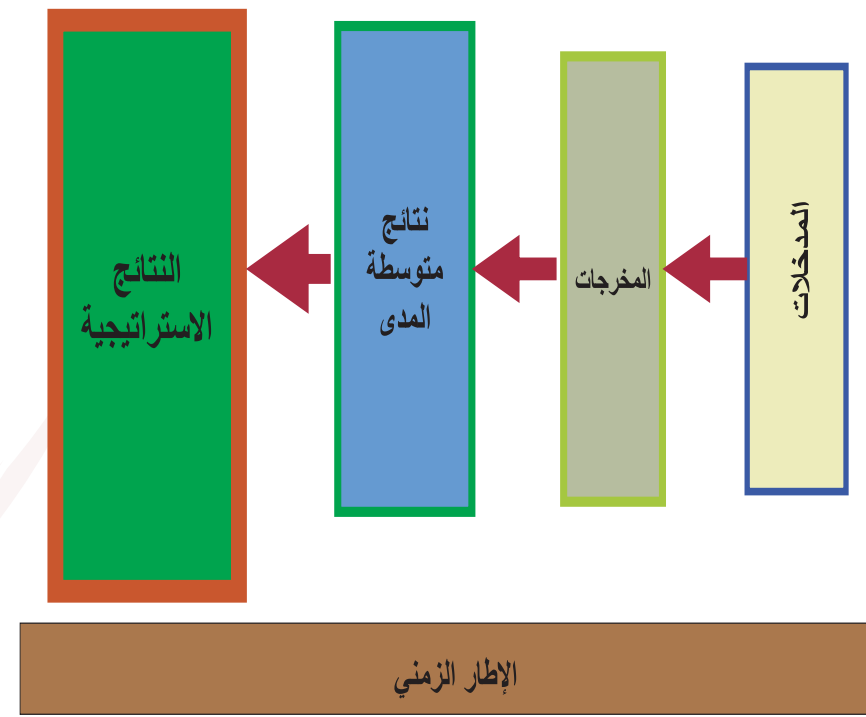 المدخلات
المخرجات
نتائج
متوسطة
المدى
النتائج
الاستراتيجية
الإطار الزمني